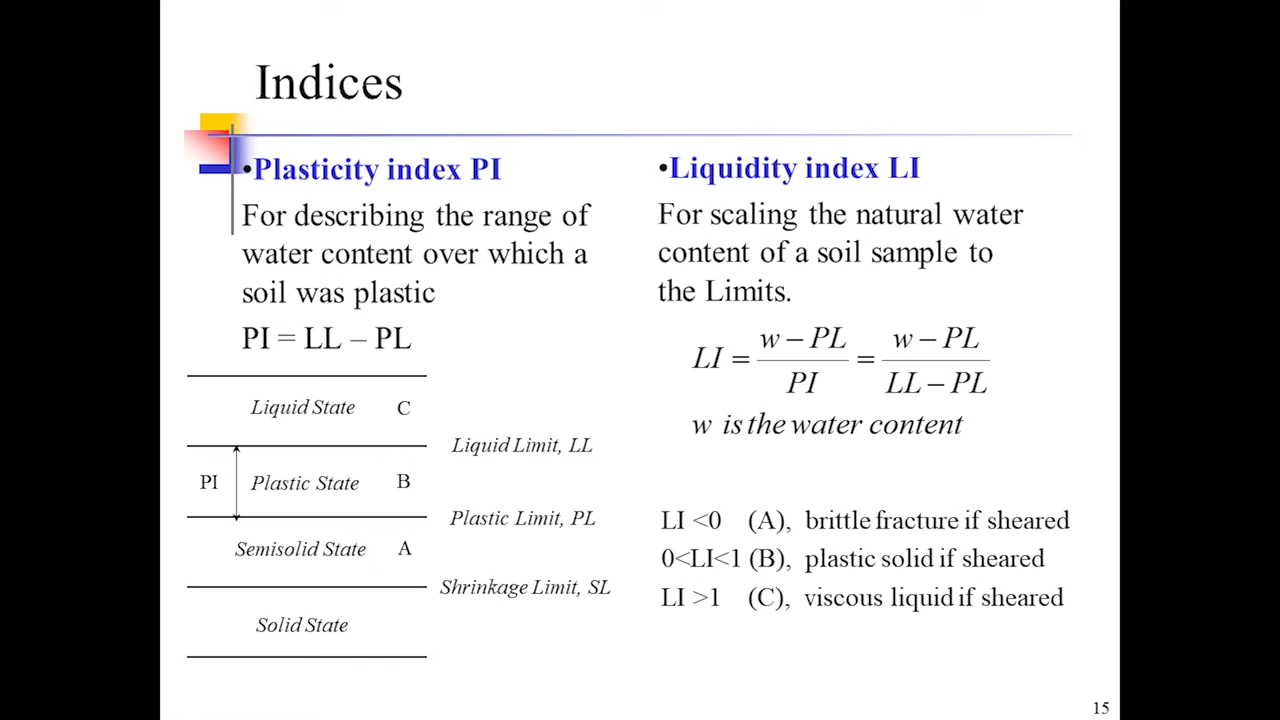 Indices
•Plasticity index PI
For describing the range of
water content over which a
soil was plastic
PI = LL – PL
Liquid State C
Liquid Limit, LL
PI Plastic State B
Plastic Limit, PL
Semisolid State A
Shrinkage Limit, SL
Solid State
•Liquidity index LI
For scaling the natural water
content of a soil sample to
the Limits.
LI = (w − PL)/PI = (w − PL)/(LL − PL)
w is the water content
LI <0 (A), brittle fracture if sheared
0<LI<1 (B), plastic solid if sheared
LI >1 (C), viscous liquid if sheared
15